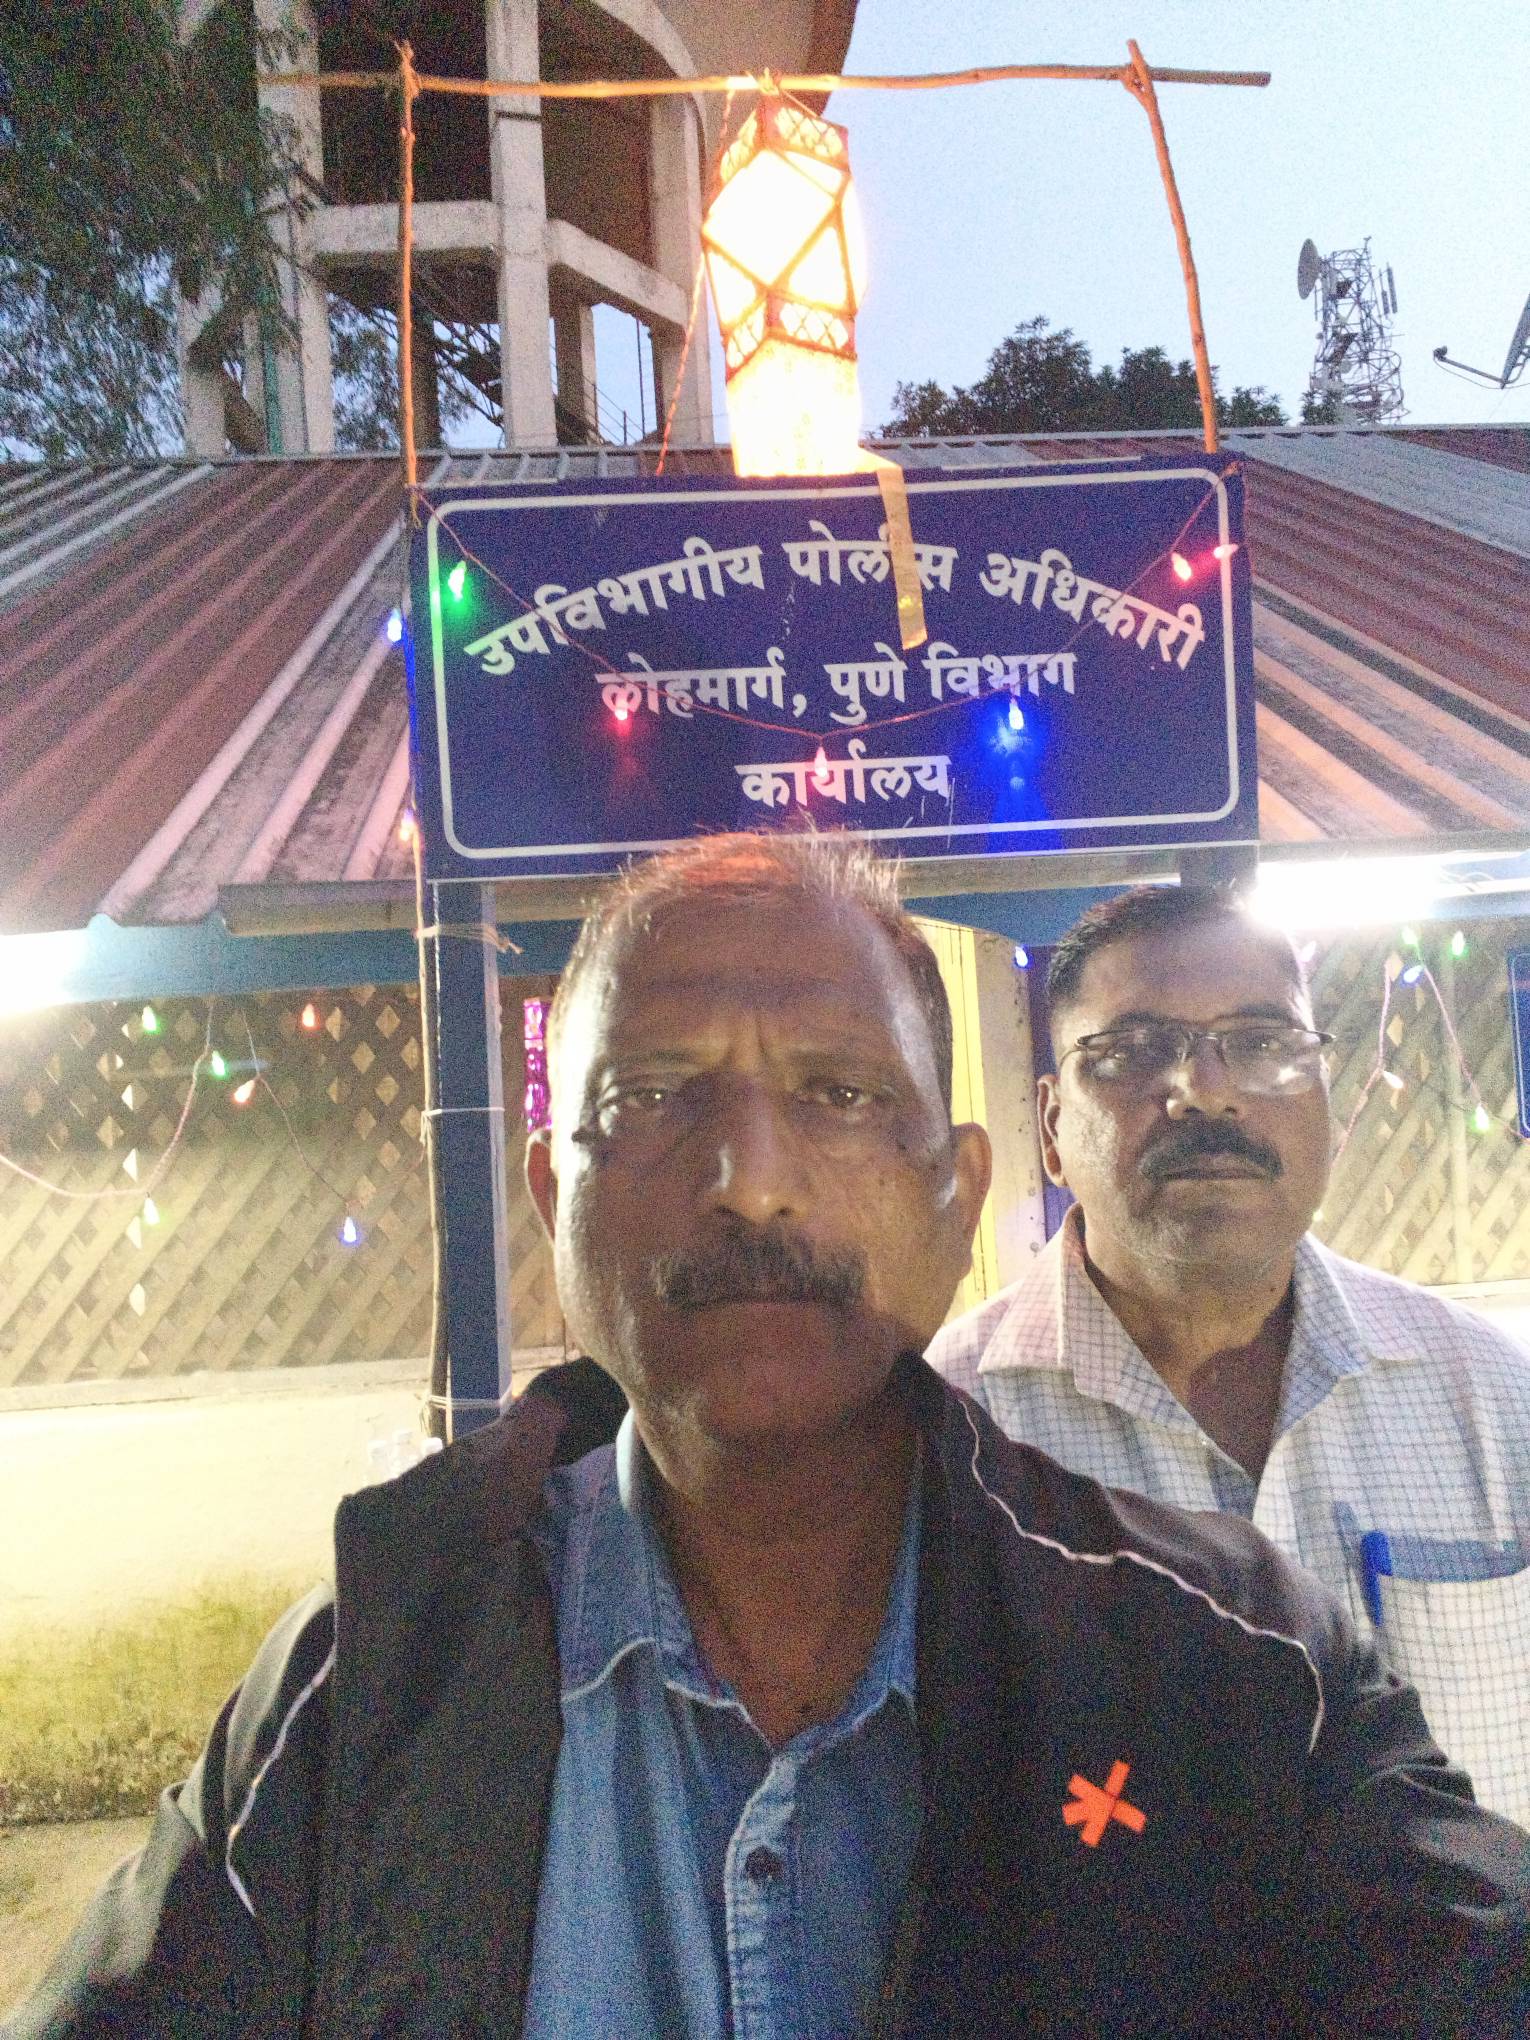 उपविभागीय पोलीस अधिकारी
लोहमार्ग, पुणे विभाग
कार्यालय